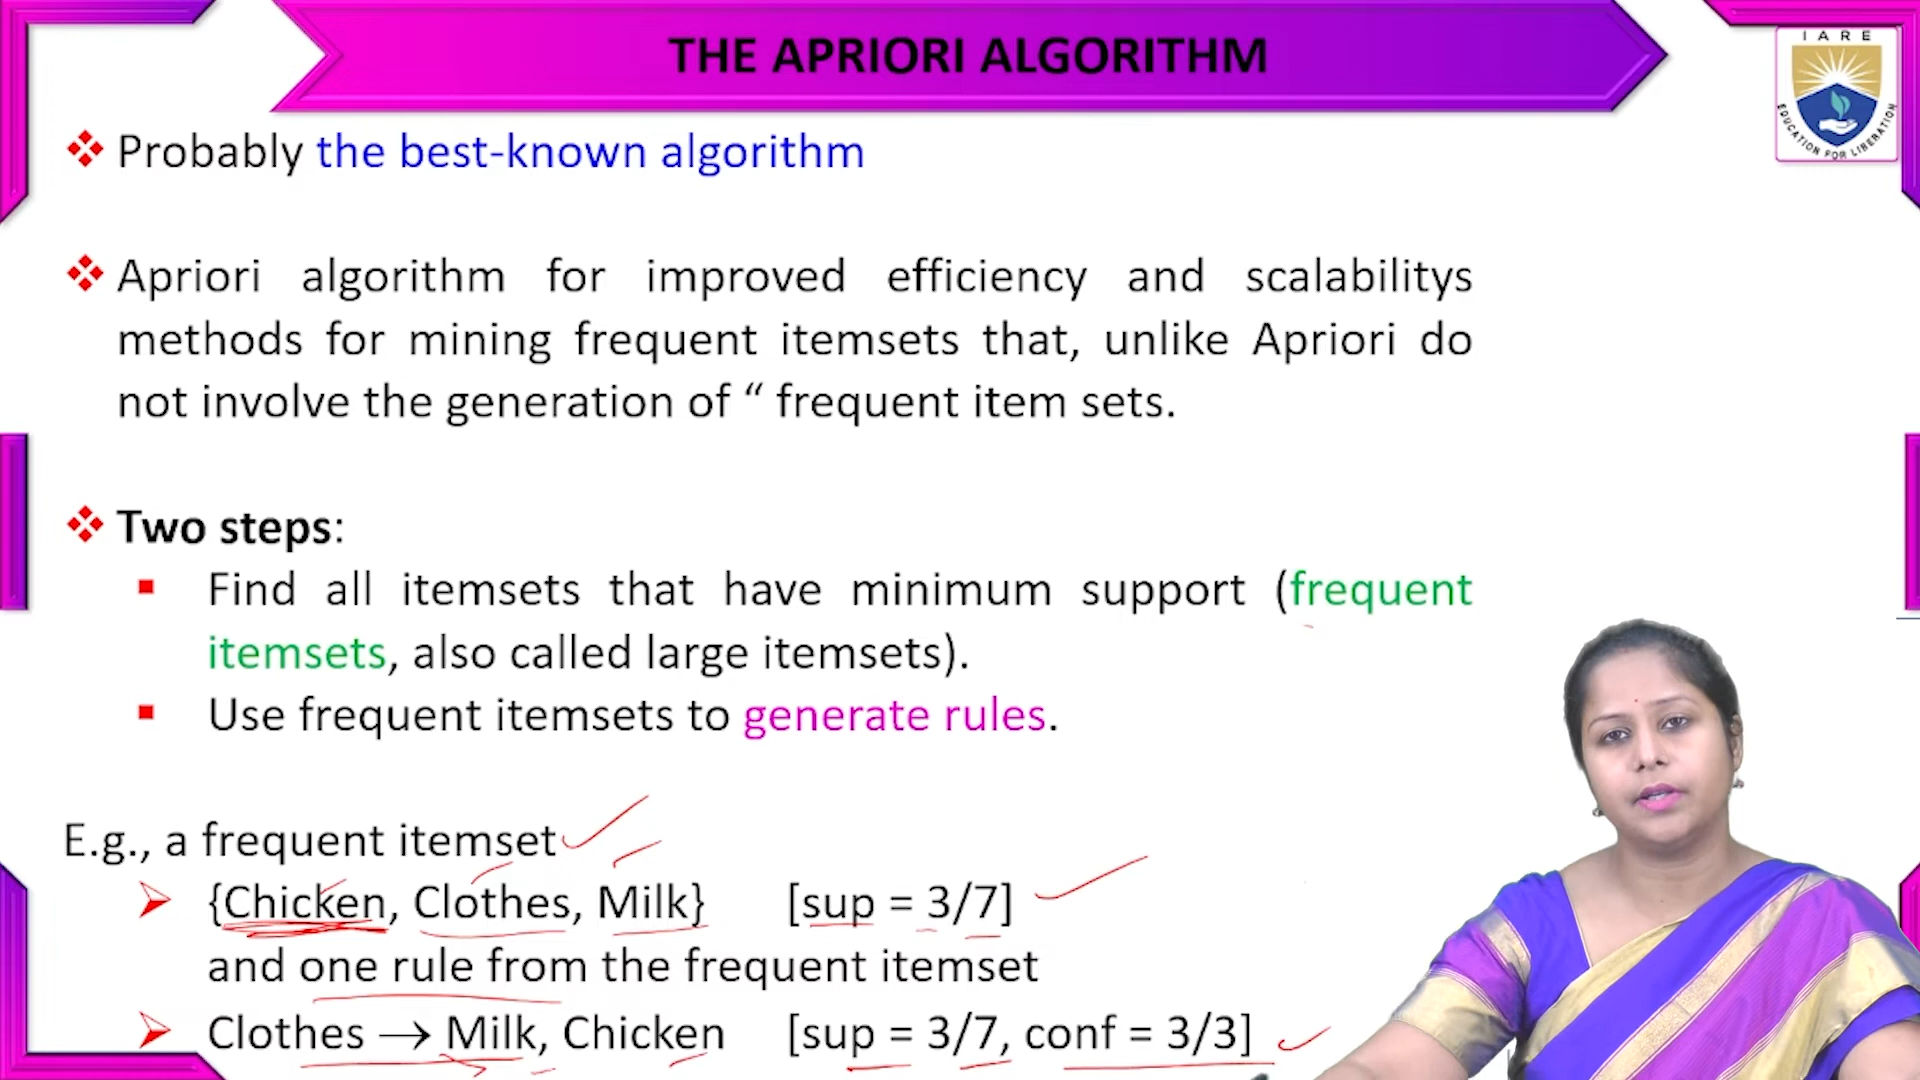 THE APRIORI ALGORITHM
I A R E
EDUCATION FOR LIBERATION
Probably the best-known algorithm
Apriori algorithm for improved efficiency and scalabilitys
methods for mining frequent itemsets that, unlike Apriori do
not involve the generation of “ frequent item sets.
Two steps:
Find all itemsets that have minimum support (frequent
itemsets, also called large itemsets).
Use frequent itemsets to generate rules.
E.g., a frequent itemset
{Chicken, Clothes, Milk} [sup = 3/7]
and one rule from the frequent itemset
Clothes → Milk, Chicken [sup = 3/7, conf = 3/3]